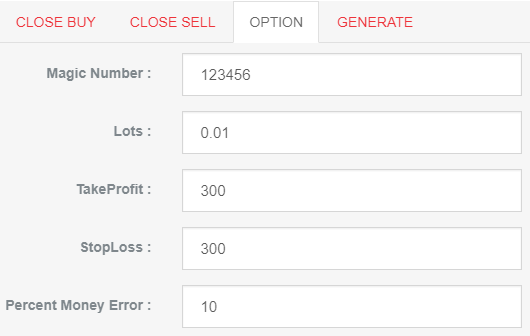 CLOSE BUY CLOSE SELL OPTION GENERATE
Magic Number : 123456
Lots : 0.01
TakeProfit : 300
StopLoss : 300
Percent Money Error : 10